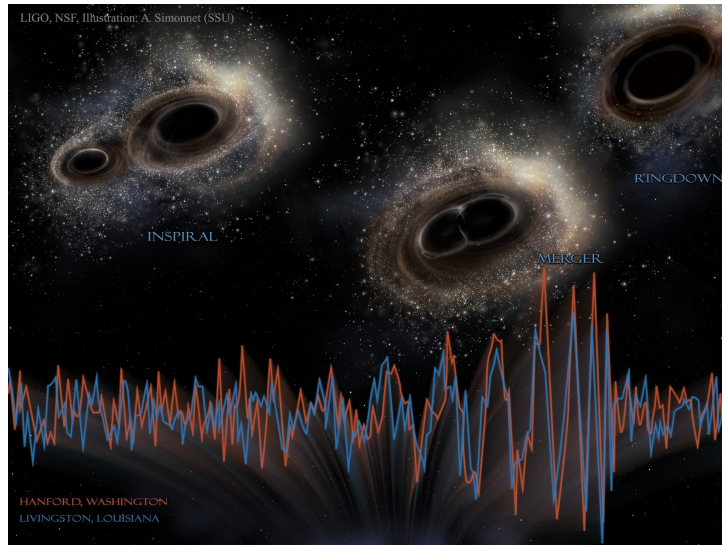 LIGO, NSF, Illustration: A. Simonnet (SSU)
RINGDOWN
INSPIRAL
MERGER
HANFORD, WASHINGTON
LIVINGSTON, LOUISIANA